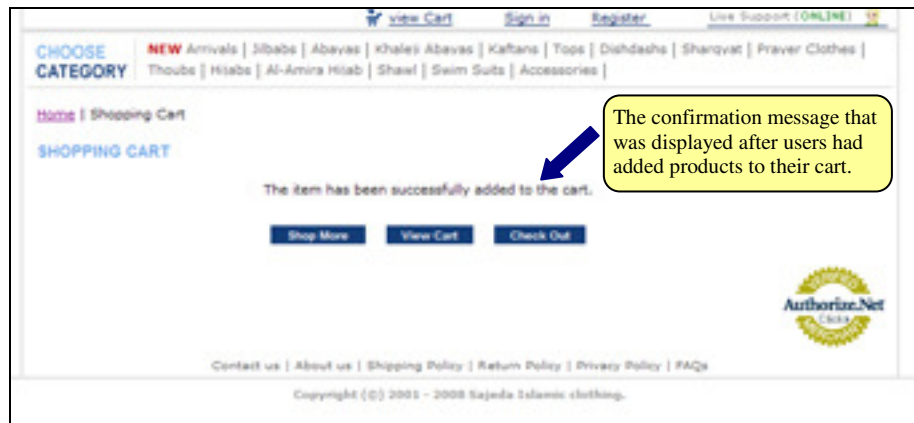 view Cart Sign in Register Live Support (ONLINE)
CHOOSE CATEGORY
NEW Arrivals | Jilbabs | Abayas | Khaleji Abayas | Kaftans | Tops | Dishdashs | Sharqyat | Prayer Clothes |
Thoubs | Hijabs | Al-Amira Hijab | Shawl | Swim Suits | Accessories |
Home | Shopping Cart
The confirmation message that
was displayed after users had
added products to their cart.
SHOPPING CART
The item has been successfully added to the cart.
Shop More View Cart Check Out
VERIFIED
Authorize.Net
Click
MERCHANT
Contact us | About us | Shipping Policy | Return Policy | Privacy Policy | FAQs
Copyright (©) 2001 - 2008 Sajeda Islamic clothing.